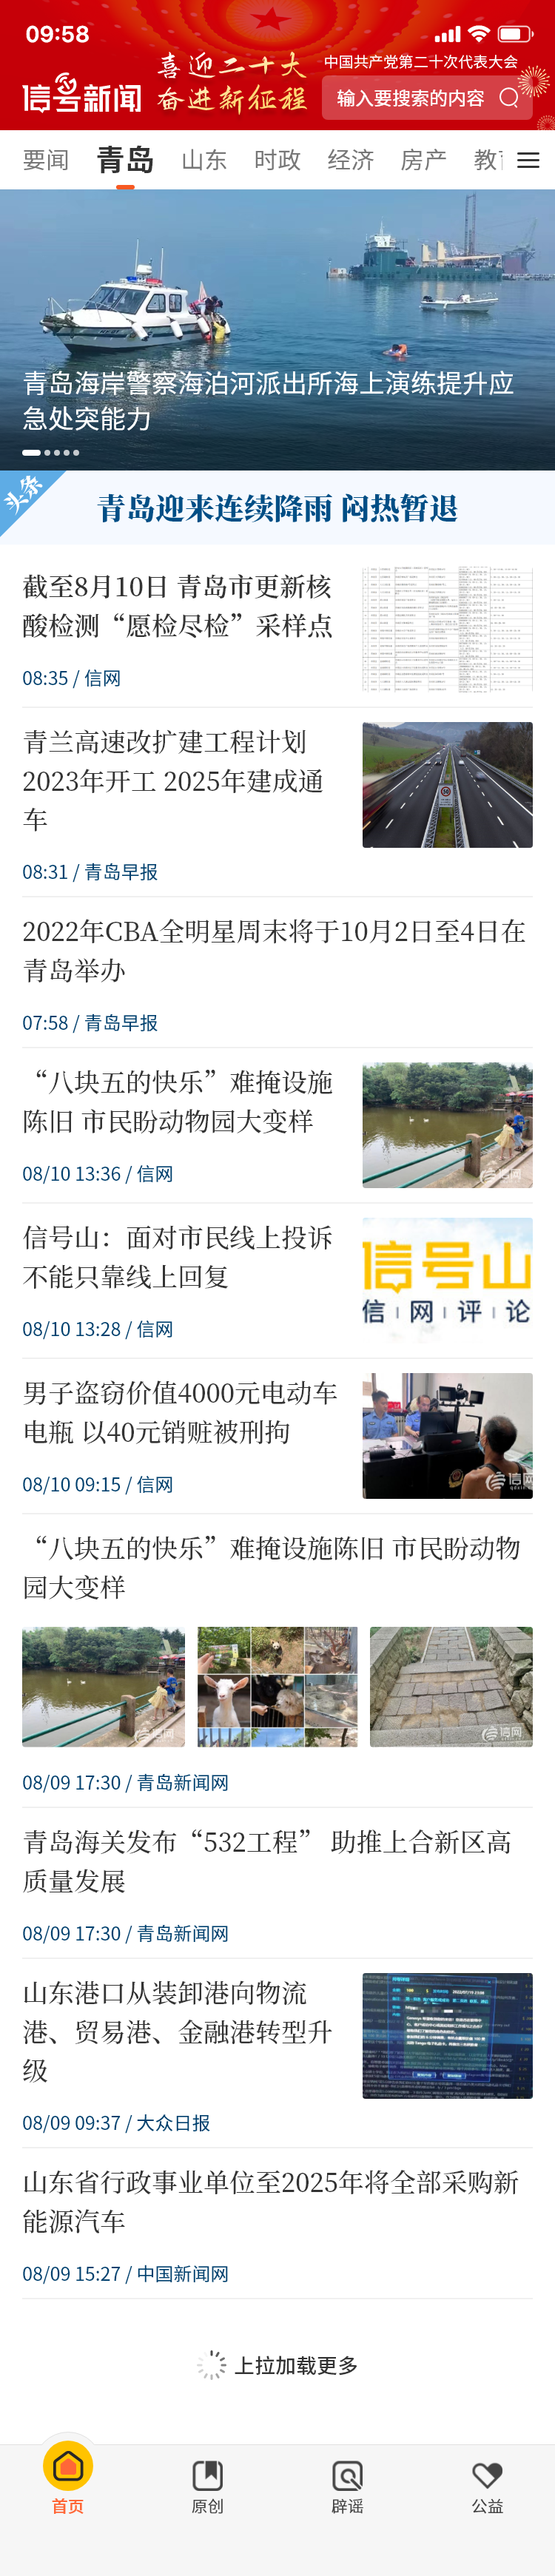 09:58
喜迎二十大
中国共产党第二十次代表大会
信号新闻
奋进新征程
输入要搜索的内容
要闻 青岛 山东 时政 经济 房产 教育
青岛海岸警察海泊河派出所海上演练提升应
急处突能力
头条
青岛迎来连续降雨 闷热暂退
截至8月10日 青岛市更新核
酸检测“愿检尽检”采样点
08:35 / 信网
青兰高速改扩建工程计划
2023年开工 2025年建成通
车
08:31 / 青岛早报
2022年CBA全明星周末将于10月2日至4日在
青岛举办
07:58 / 青岛早报
“八块五的快乐”难掩设施
陈旧 市民盼动物园大变样
信网
08/10 13:36 / 信网
信号山：面对市民线上投诉
不能只靠线上回复
信号山
信网评论
08/10 13:28 / 信网
男子盗窃价值4000元电动车
电瓶 以40元销赃被刑拘
信网
08/10 09:15 / 信网
“八块五的快乐”难掩设施陈旧 市民盼动物
园大变样
信网
信网
08/09 17:30 / 青岛新闻网
青岛海关发布“532工程” 助推上合新区高
质量发展
08/09 17:30 / 青岛新闻网
山东港口从装卸港向物流
港、贸易港、金融港转型升
级
08/09 09:37 / 大众日报
山东省行政事业单位至2025年将全部采购新
能源汽车
08/09 15:27 / 中国新闻网
上拉加载更多
首页 原创 辟谣 公益